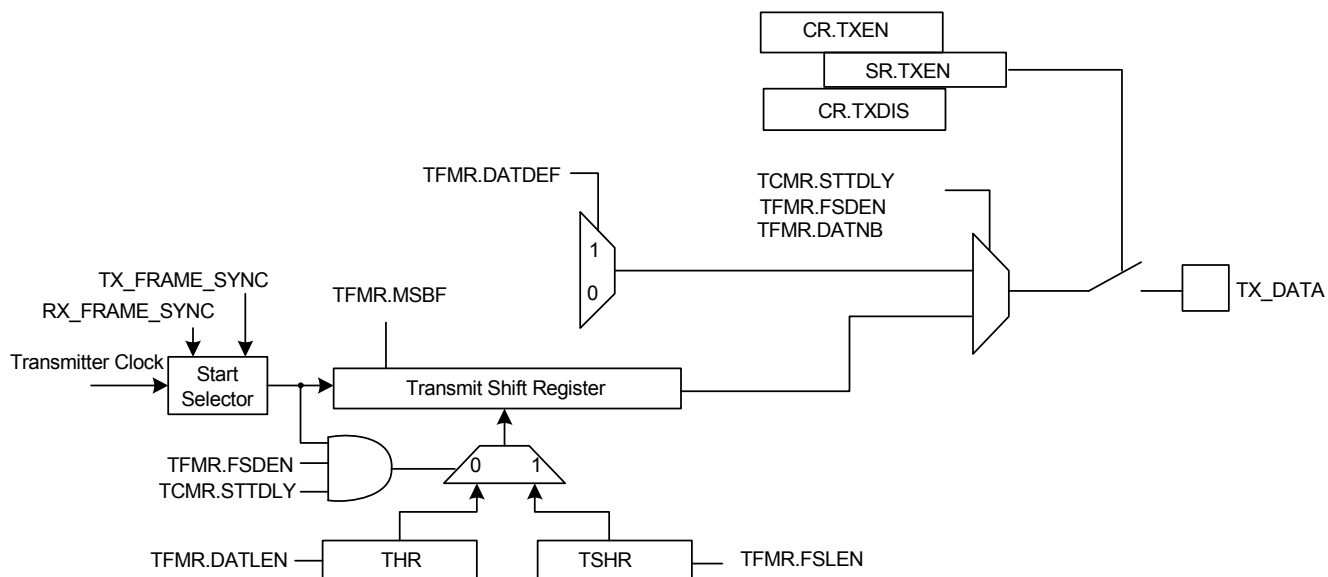 CR.TXEN
SR.TXEN
CR.TXDIS
TFMR.DATDEF
TCMR.STTDLY
TFMR.FSDEN
TFMR.DATNB
1
0
TX_FRAME_SYNC
RX_FRAME_SYNC
TFMR.MSBF
TX_DATA
Transmitter Clock
Start
Selector
Transmit Shift Register
TFMR.FSDEN
TCMR.STTDLY
0 1
TFMR.DATLEN
THR
TSHR
TFMR.FSLEN